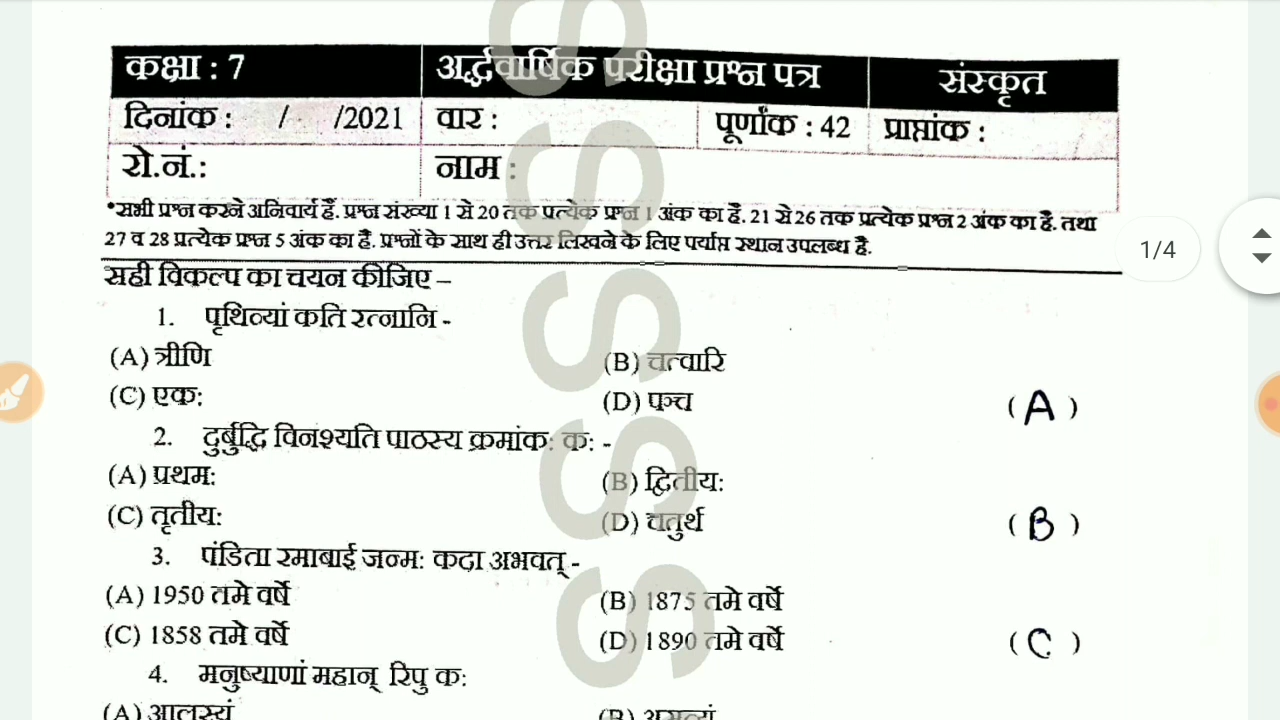 कक्षा : 7 अर्द्धवार्षिक परीक्षा प्रश्न पत्र संस्कृत
दिनांक : / /2021 वार : पूर्णांक : 42 प्राप्तांक :
रो.नं.: नाम :
*सभी प्रश्न करने अनिवार्य हैं. प्रश्न संख्या 1 से 20 तक प्रत्येक प्रश्न 1 अंक का है. 21 से 26 तक प्रत्येक प्रश्न 2 अंक का है. तथा
27 व 28 प्रत्येक प्रश्न 5 अंक का है. प्रश्नों के साथ ही उत्तर लिखने के लिए पर्याप्त स्थान उपलब्ध है.
1/4
सही विकल्प का चयन कीजिए –
1. पृथिव्यां कति रत्नानि -
(A) त्रीणि (B) चत्वारि
(C) एक: (D) पञ्च ( A )
2. दुर्बुद्धि विनश्यति पाठस्य क्रमांक: क: -
(A) प्रथम: (B) द्वितीय:
(C) तृतीय: (D) चतुर्थ ( B )
3. पंडिता रमाबाई जन्म: कदा अभवत् -
(A) 1950 तमे वर्षे (B) 1875 तमे वर्षे
(C) 1858 तमे वर्षे (D) 1890 तमे वर्षे ( C )
4. मनुष्याणां महान् रिपु क:
(A) आलस्यं (B) असत्यं
SSSSS